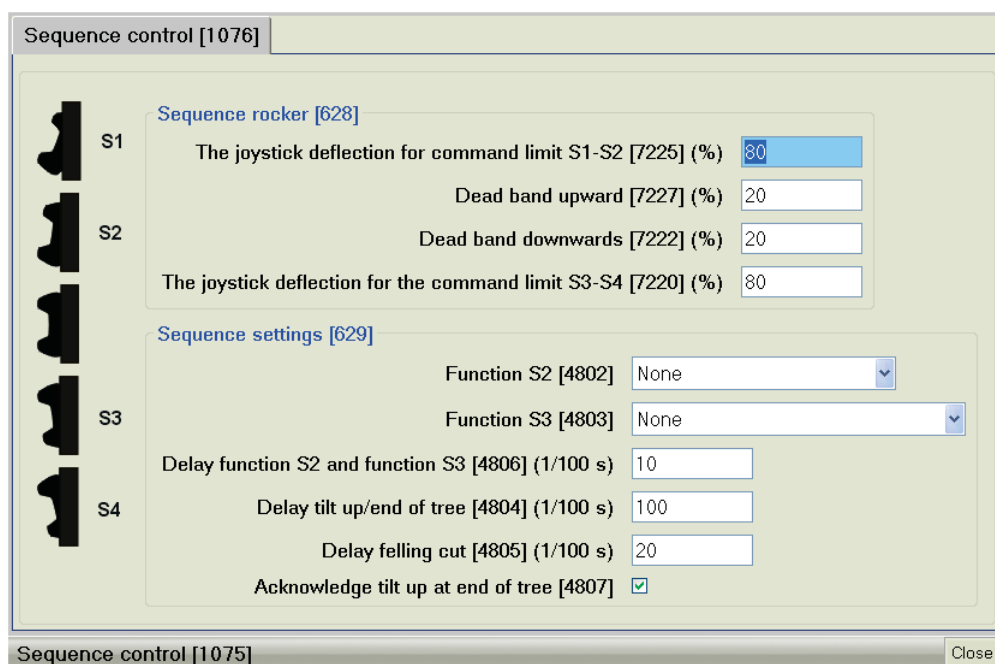 Sequence control [1076]
S1
S2
S3
S4
Sequence rocker [628]
The joystick deflection for command limit S1-S2 [7225] (%) 80
Dead band upward [7227] (%) 20
Dead band downwards [7222] (%) 20
The joystick deflection for the command limit S3-S4 [7220] (%) 80
Sequence settings [629]
Function S2 [4802] None
Function S3 [4803] None
Delay function S2 and function S3 [4806] (1/100 s) 10
Delay tilt up/end of tree [4804] (1/100 s) 100
Delay felling cut [4805] (1/100 s) 20
Acknowledge tilt up at end of tree [4807]
Sequence control [1075] Close